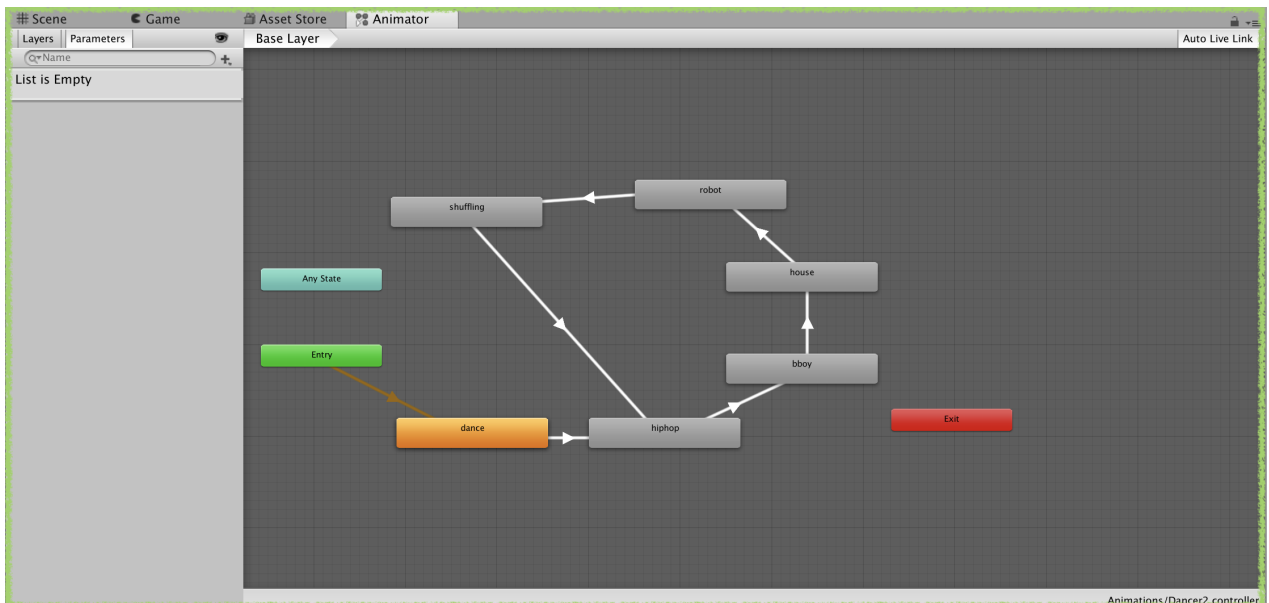 Scene Game Asset Store Animator
Layers Parameters Base Layer Auto Live Link
Name
List is Empty
robot
shuffling
house
Any State
Entry
bboy
Exit
dance hiphop
Animations/Dancer2.controller